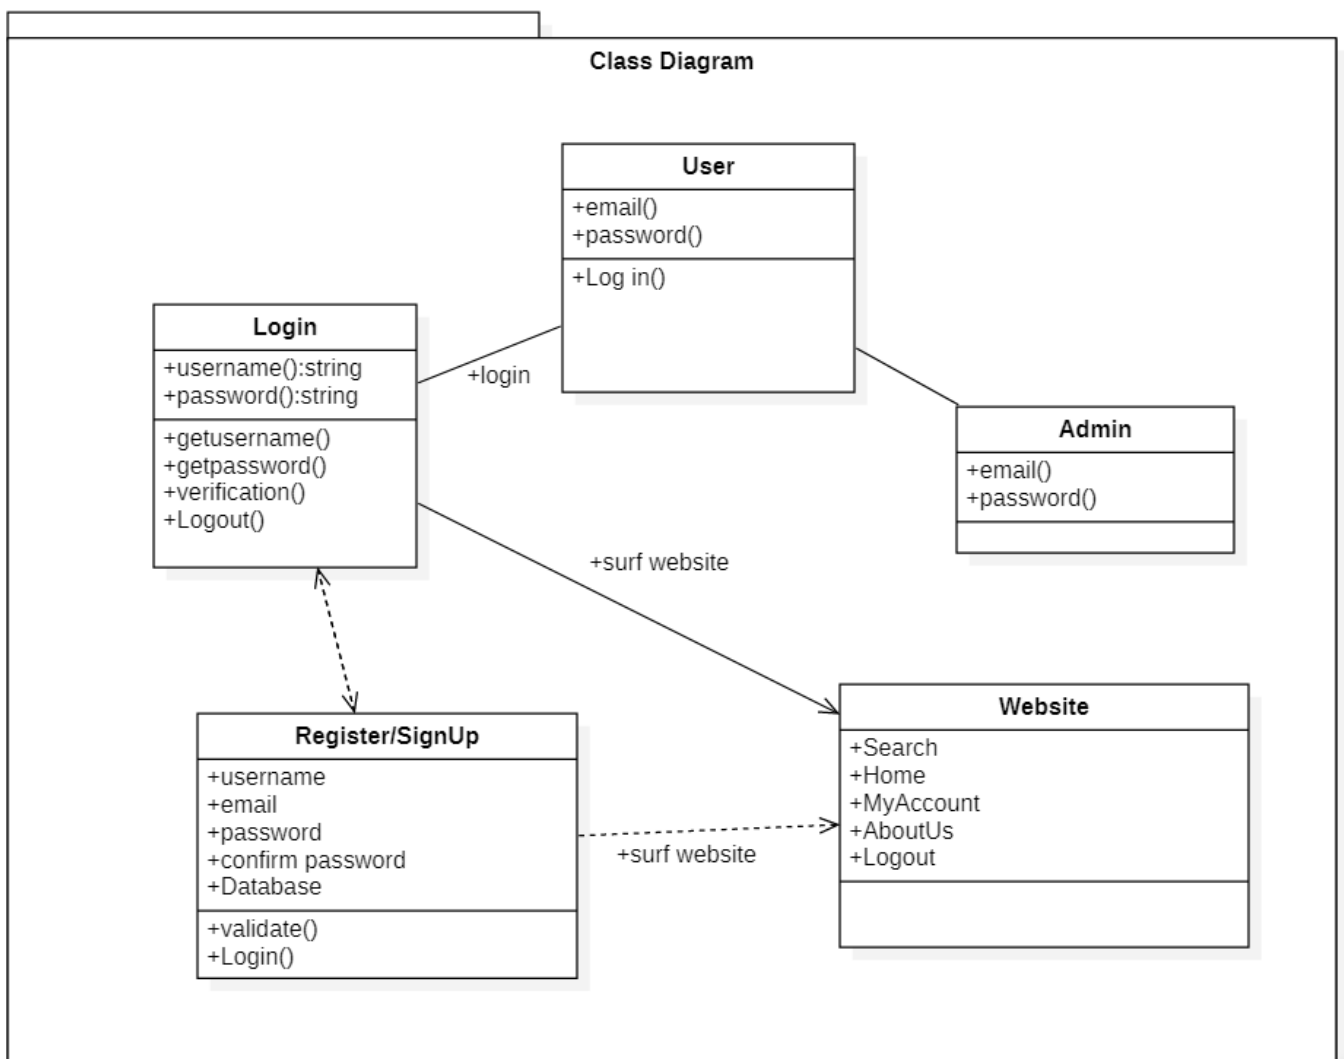 Class Diagram
User
+email()
+password()
+Log in()
Login
+username():string
+password():string
+getusername()
+getpassword()
+verification()
+Logout()
+login
Admin
+email()
+password()
+surf website
Register/SignUp
+username
+email
+password
+confirm password
+Database
+validate()
+Login()
+surf website
Website
+Search
+Home
+MyAccount
+AboutUs
+Logout